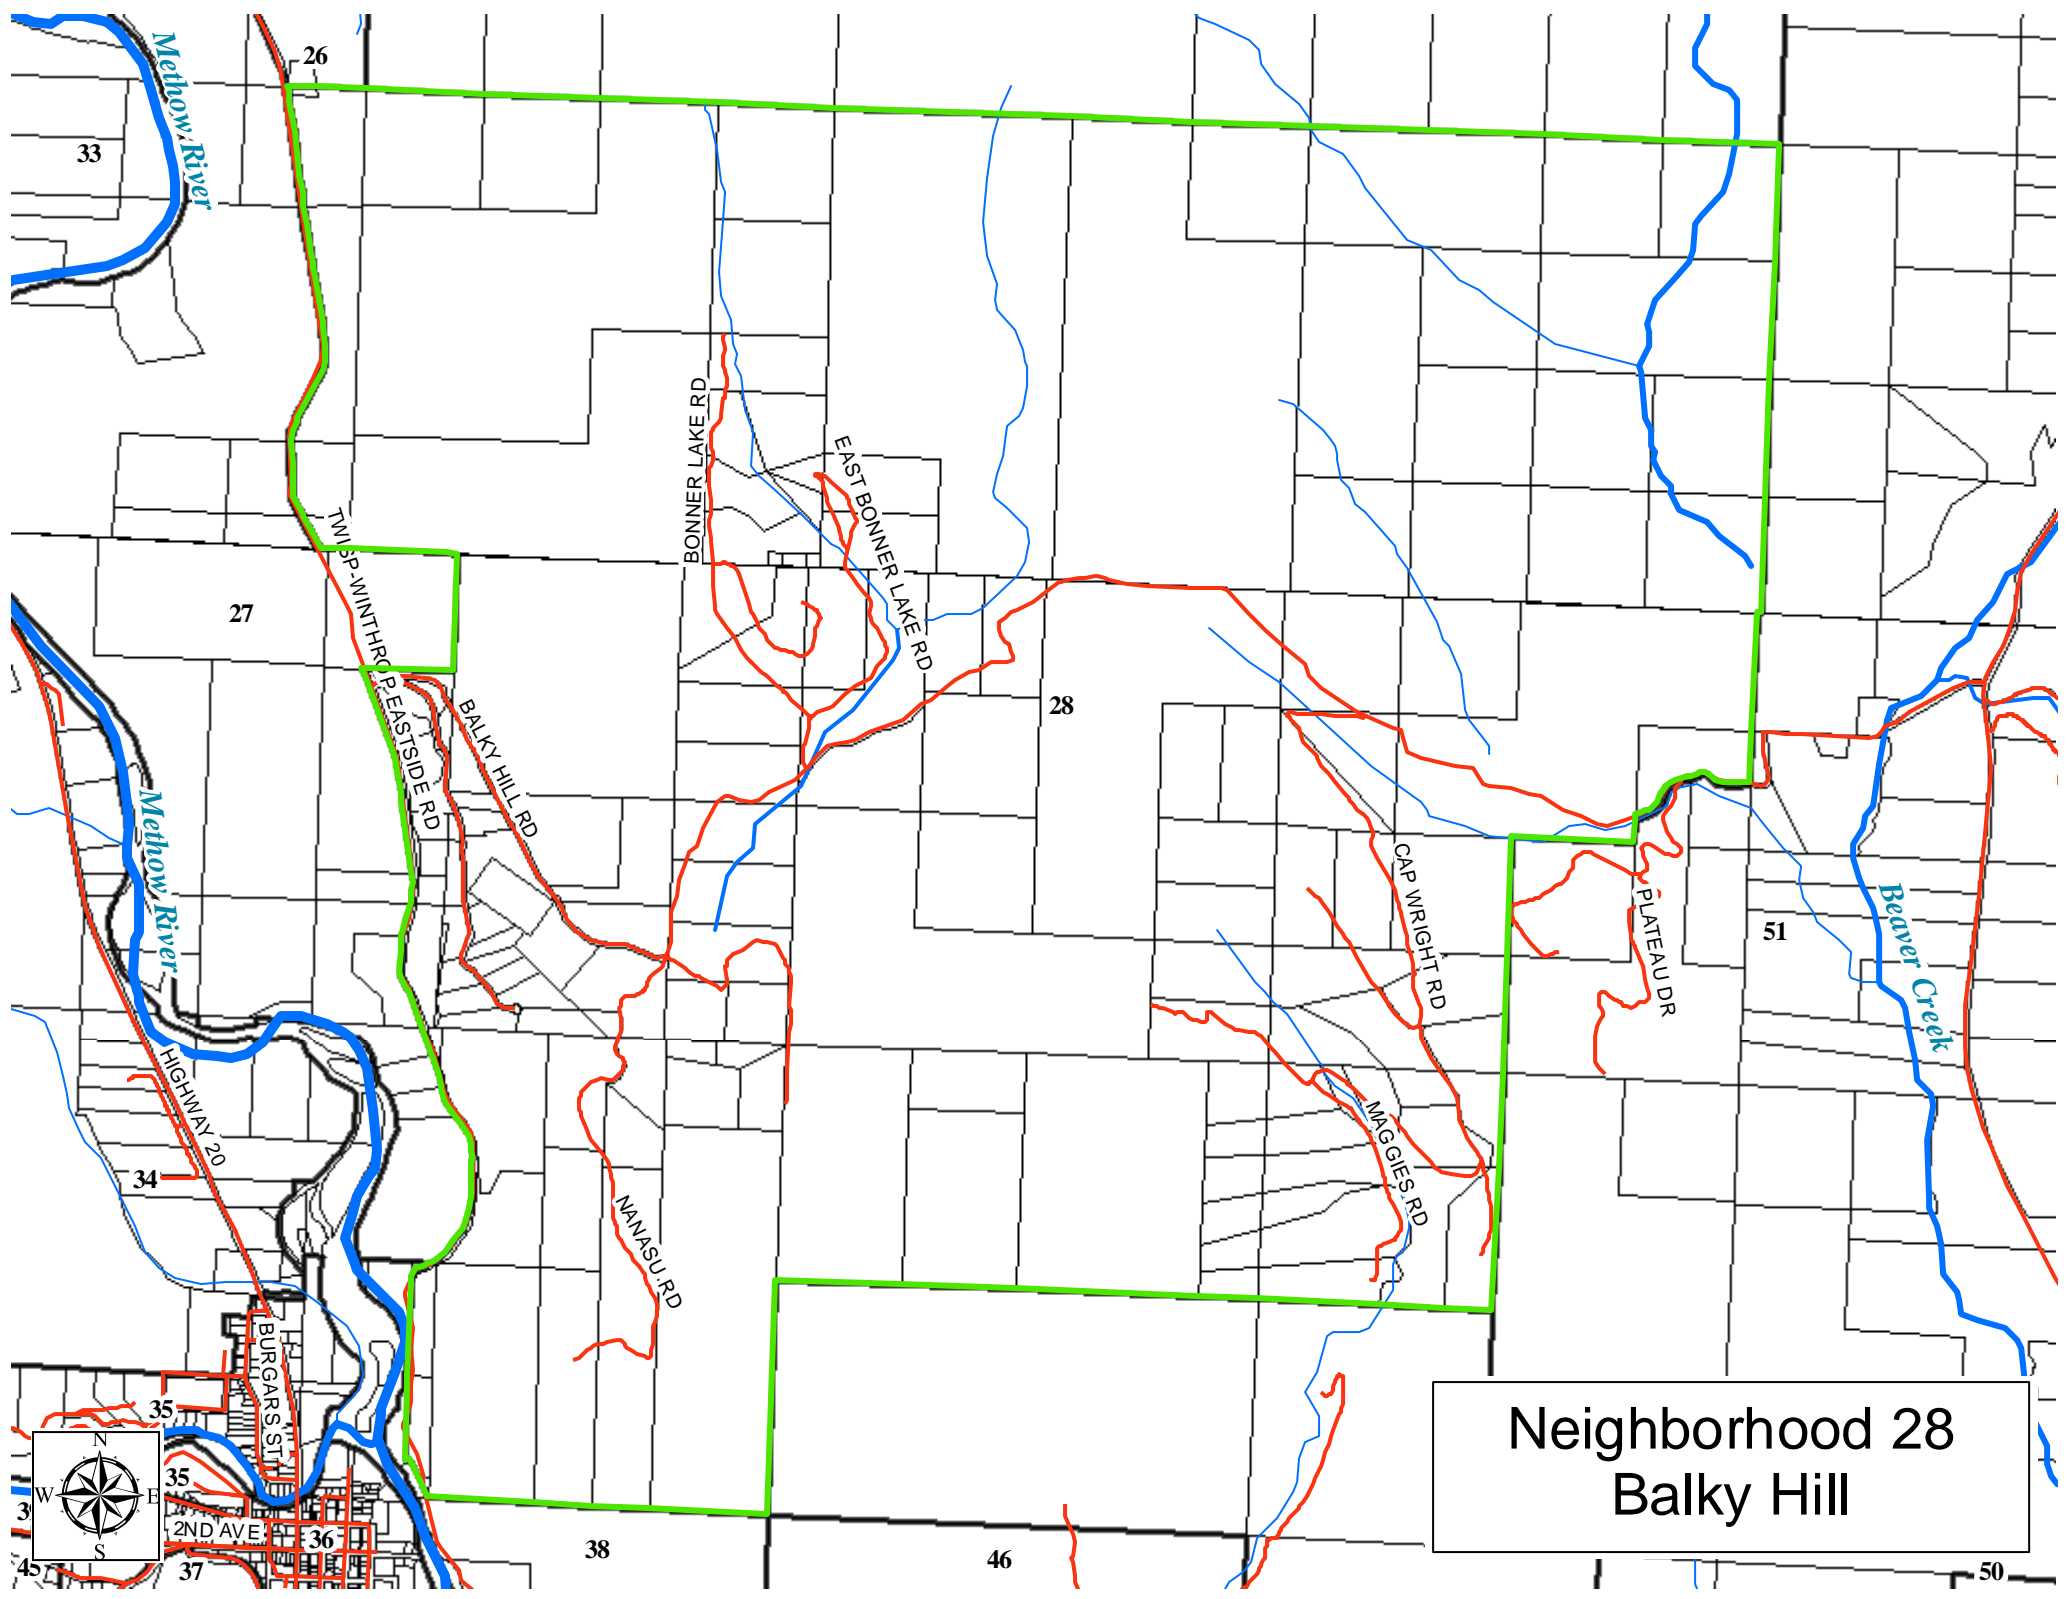 26
Methow River
33
BONNER LAKE RD
EAST BONNER LAKE RD
TWISP-WINTHROP EASTSIDE RD
27
BALKY HILL RD
28
Methow River
CAP WRIGHT RD
PLATEAU DR
51
Beaver Creek
HIGHWAY 20
34
MAGGIES RD
NANASU RD
BURGARS ST
35
N
W
E
S
35
2ND AVE
36
37
45
38
46
50
Neighborhood 28
Balky Hill